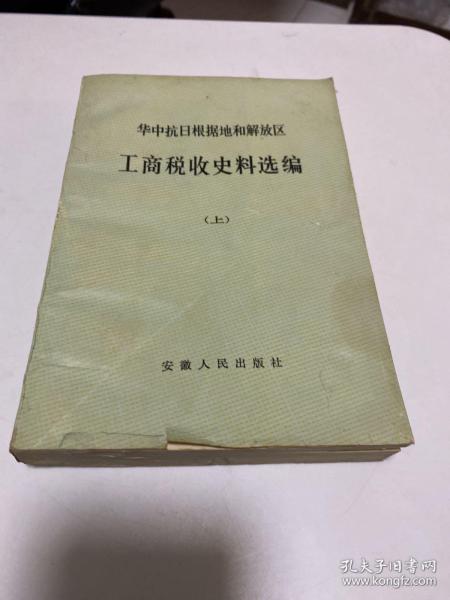 华中抗日根据地和解放区
工商税收史料选编
（上）
安徽人民出版社
孔夫子旧书网
www.kongfz.com